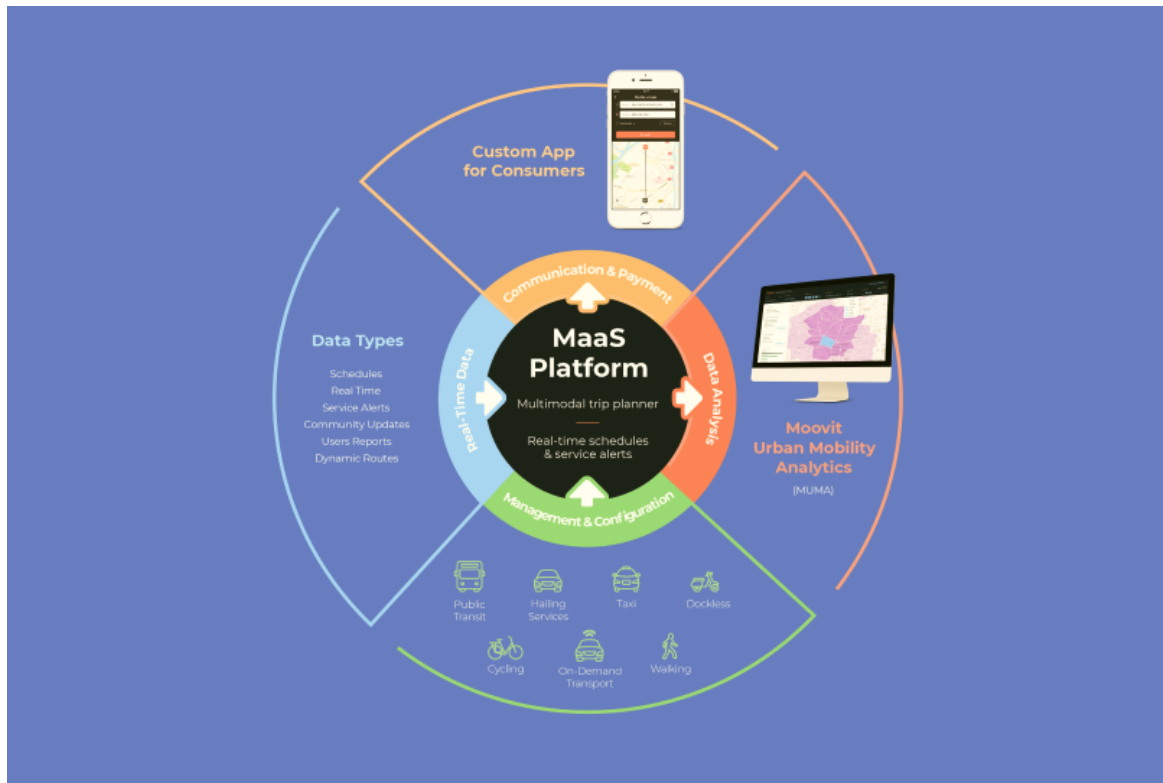 Custom App
for Consumers
Communication & Payment
MaaS
Platform
Multimodal trip planner
Real-time schedules
& service alerts
Real-Time Data
Data Analysis
Management & Configuration
Data Types
Schedules
Real Time
Service Alerts
Community Updates
Users Reports
Dynamic Routes
Moovit
Urban Mobility
Analytics
(MUMA)
Public
Transit
Hailing
Services
Taxi
Dockless
Cycling
On-Demand
Transport
Walking